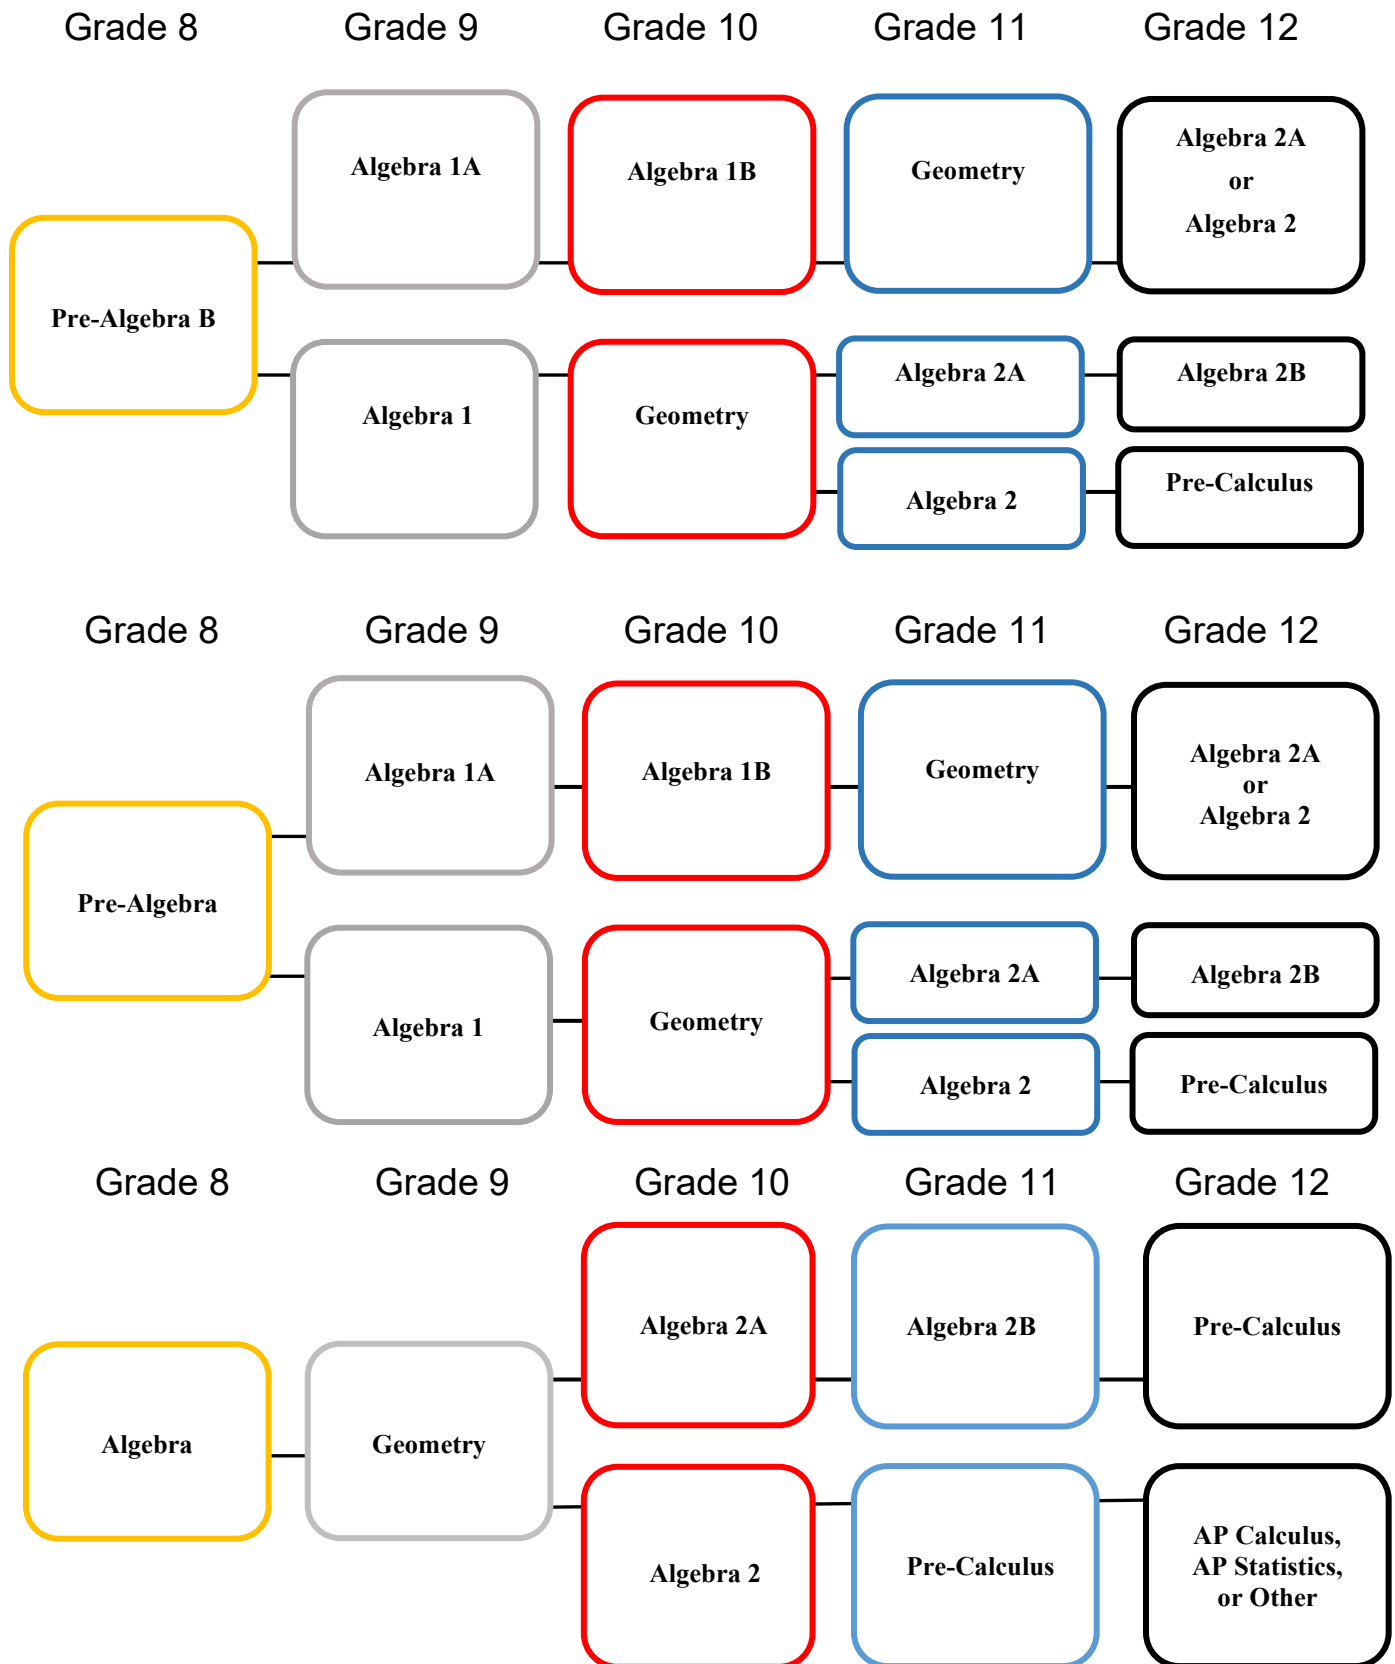 Grade 8 Grade 9 Grade 10 Grade 11 Grade 12
Pre-Algebra B
Algebra 1A
Algebra 1B
Geometry
Algebra 2A
or
Algebra 2
Algebra 1
Geometry
Algebra 2A
Algebra 2B
Algebra 2
Pre-Calculus
Grade 8 Grade 9 Grade 10 Grade 11 Grade 12
Pre-Algebra
Algebra 1A
Algebra 1B
Geometry
Algebra 2A
or
Algebra 2
Algebra 1
Geometry
Algebra 2A
Algebra 2B
Algebra 2
Pre-Calculus
Grade 8 Grade 9 Grade 10 Grade 11 Grade 12
Algebra
Geometry
Algebra 2A
Algebra 2B
Pre-Calculus
Algebra 2
Pre-Calculus
AP Calculus,
AP Statistics,
or Other